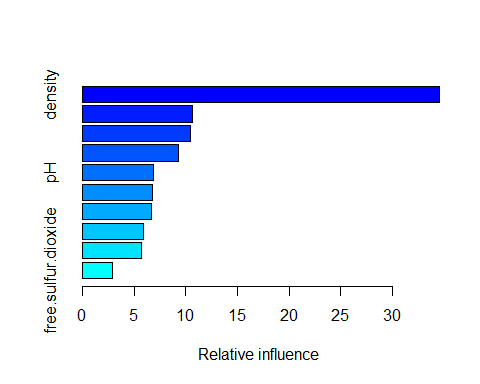 density
pH
free.sulfur.dioxide
0 5 10 15 20 25 30
Relative influence